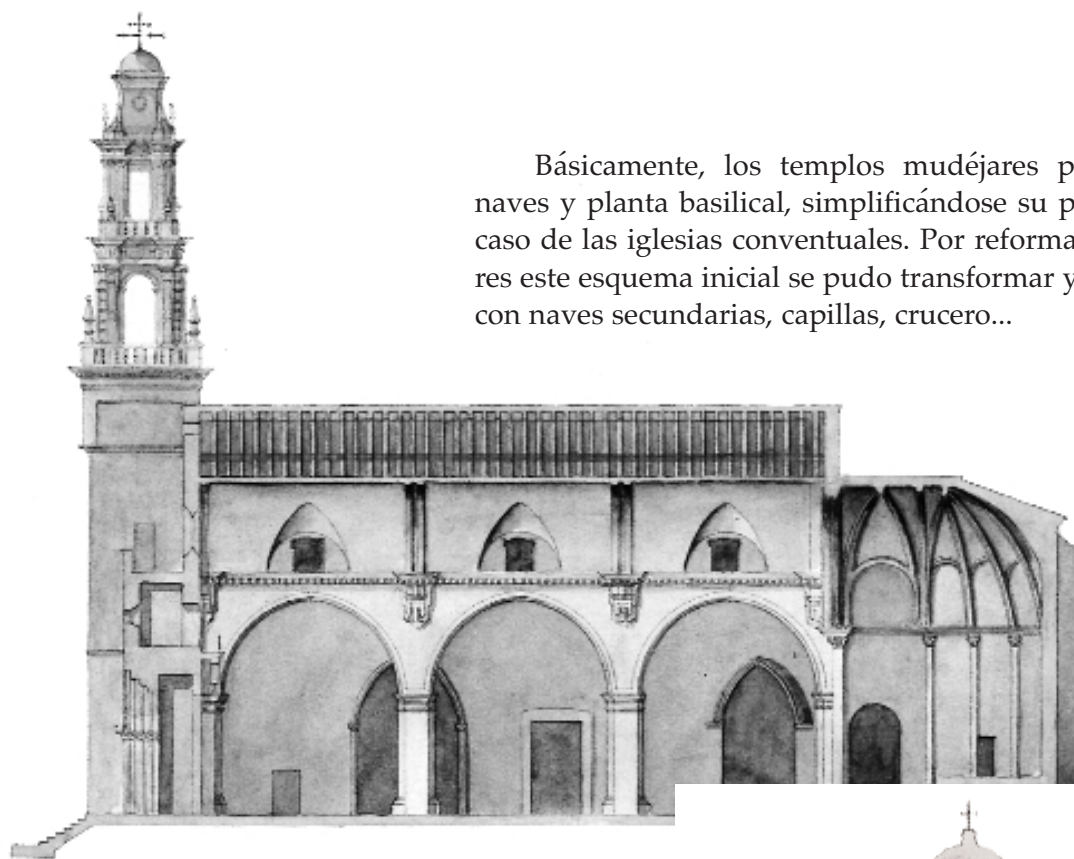 Básicamente, los templos mudéjares p
naves y planta basilical, simplificándose su p
caso de las iglesias conventuales. Por reforma
res este esquema inicial se pudo transformar y
con naves secundarias, capillas, crucero...